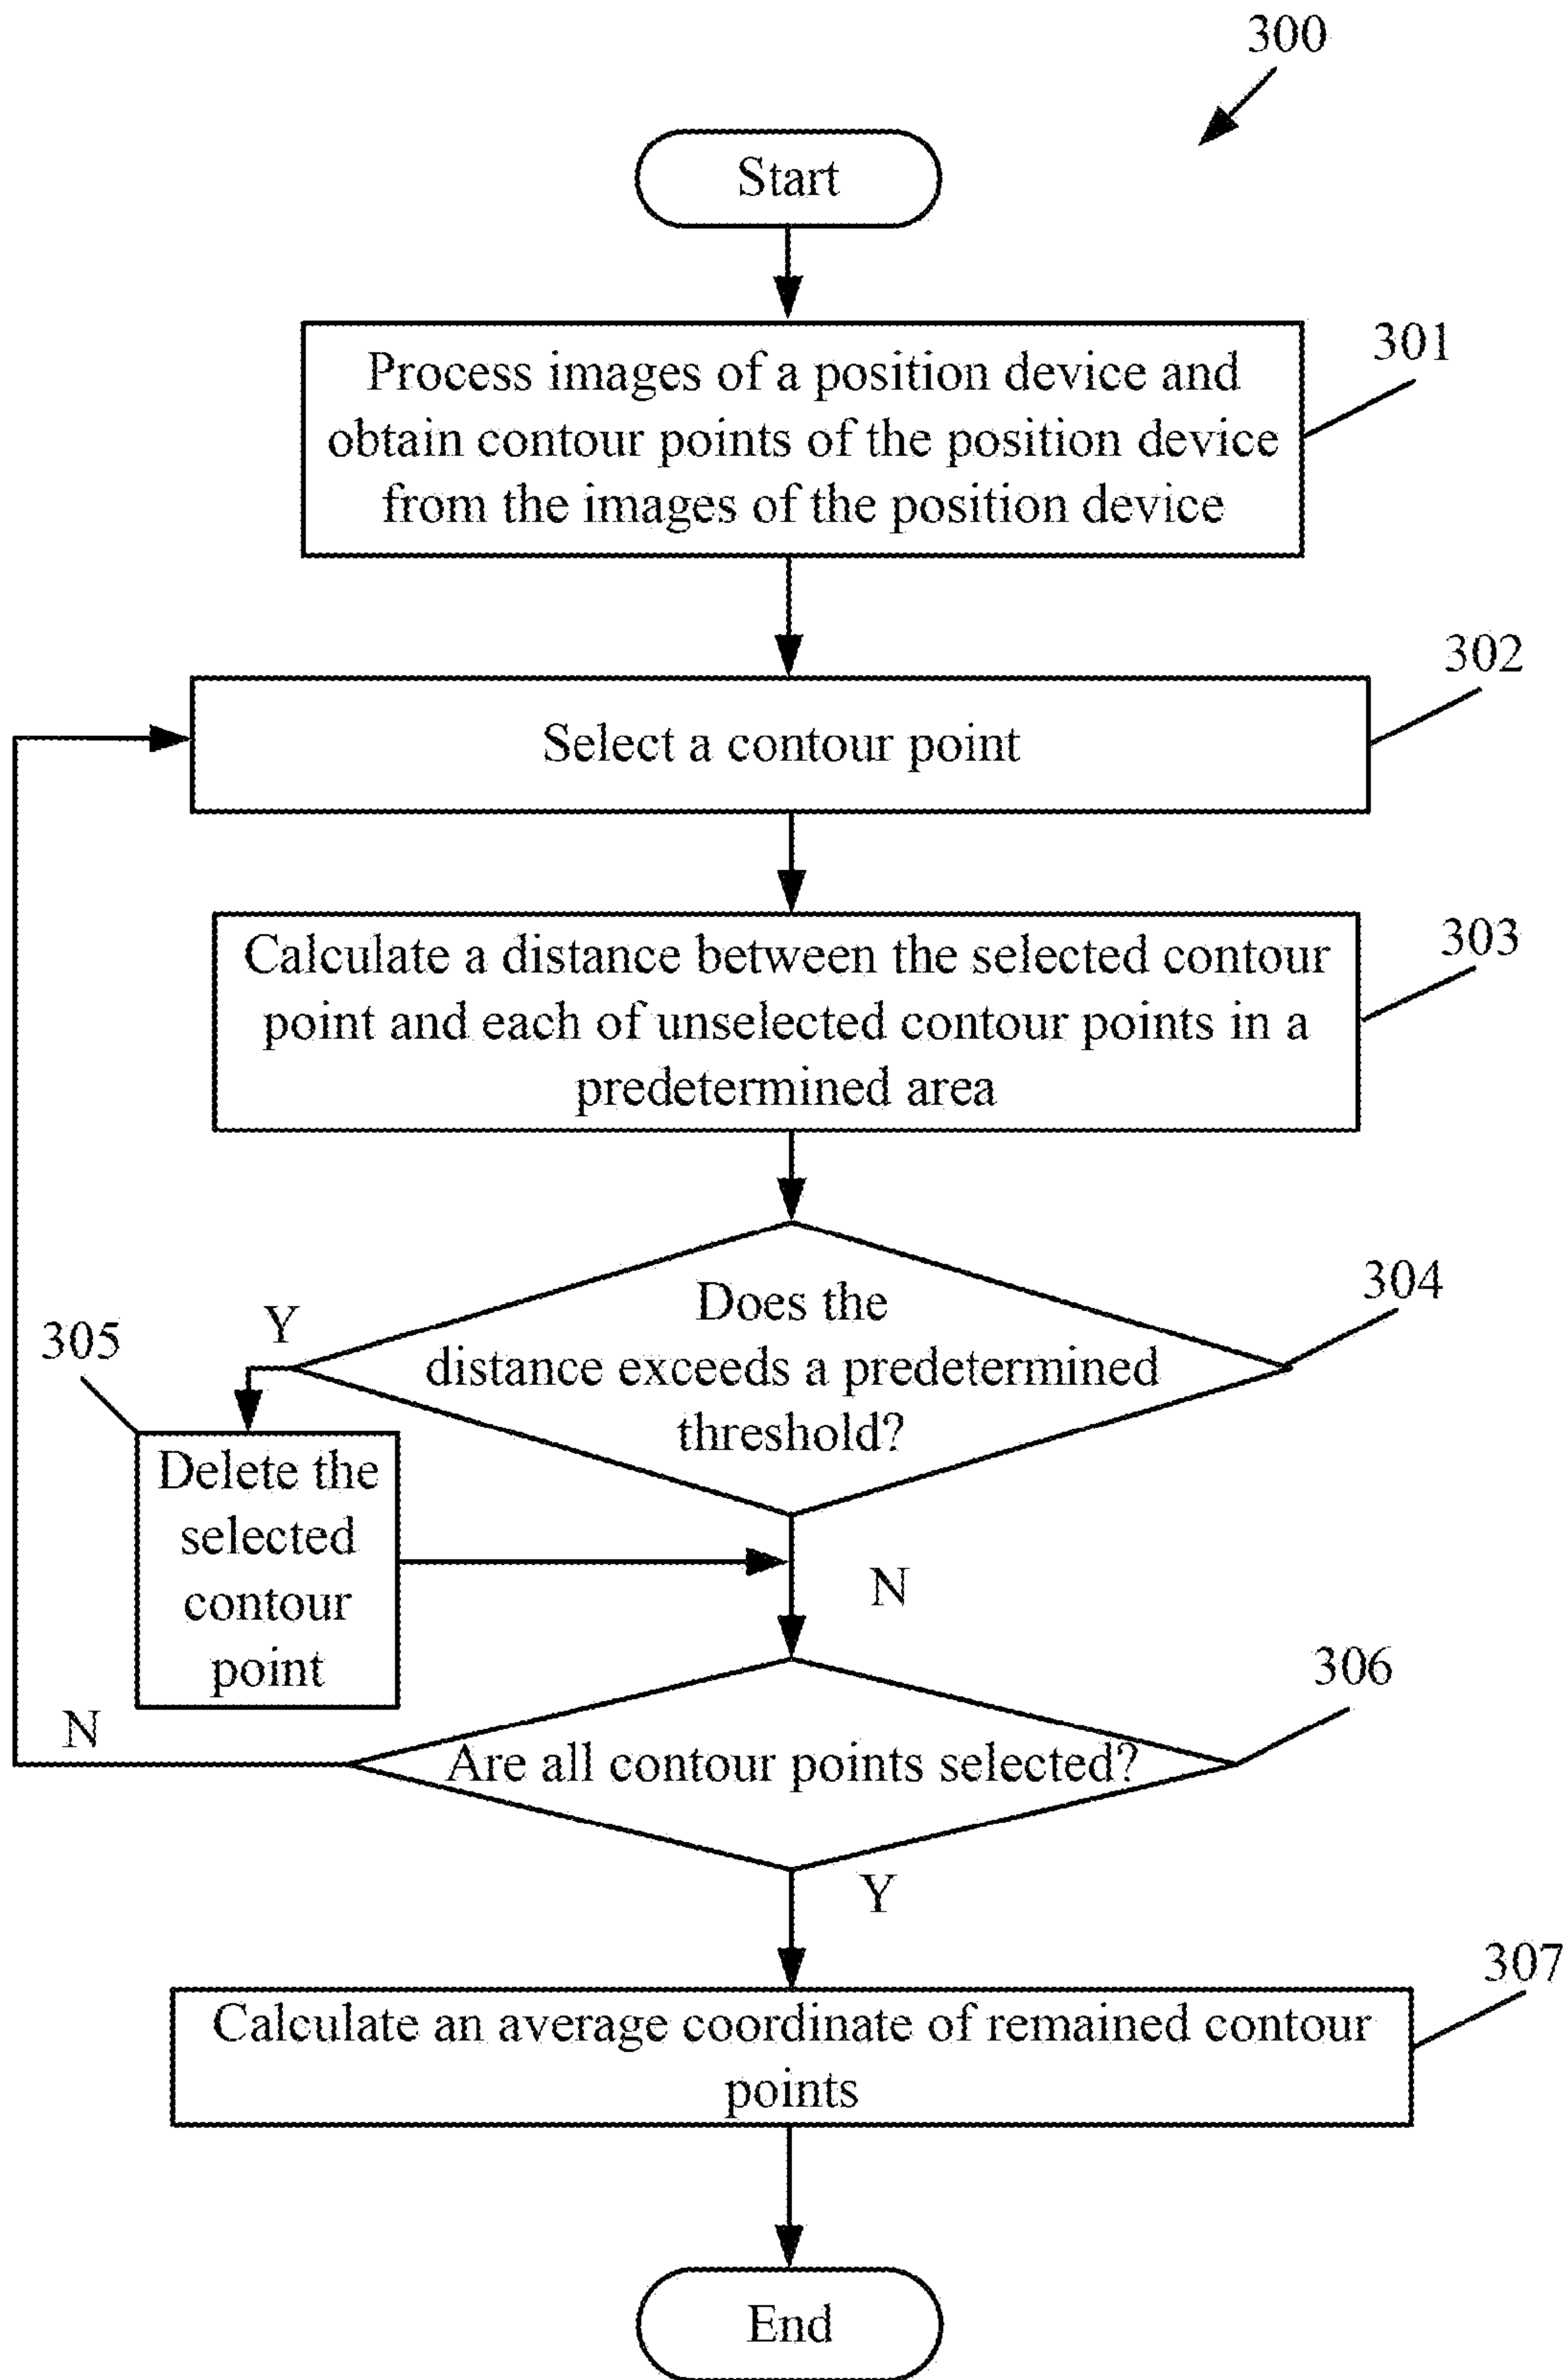 300
Start
301
Process images of a position device and
obtain contour points of the position device
from the images of the position device
302
Select a contour point
303
Calculate a distance between the selected contour
point and each of unselected contour points in a
predetermined area
304
Does the
distance exceeds a predetermined
threshold?
Y
305
Delete the
selected
contour
point
N
306
Are all contour points selected?
N
Y
307
Calculate an average coordinate of remained contour
points
End